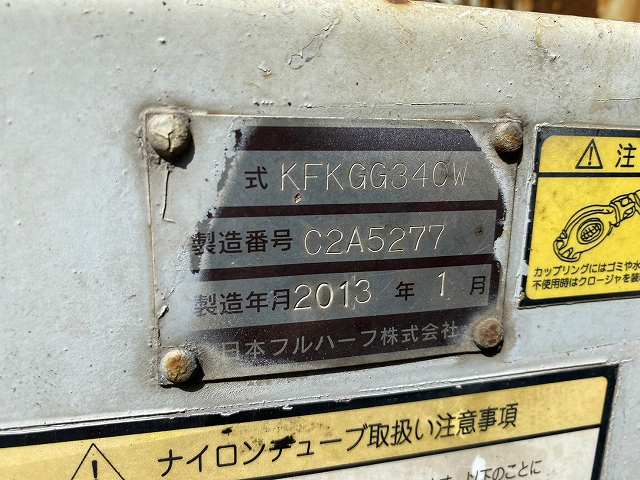 式 KFKGG340W
製造番号 C2A5277
製造年月 2013 年 1 月
日本フルハーフ株式会社
注
カップリングにはゴミや水
不使用時はクロージャを装
ナイロンチューブ取扱い注意事項
以下のことに